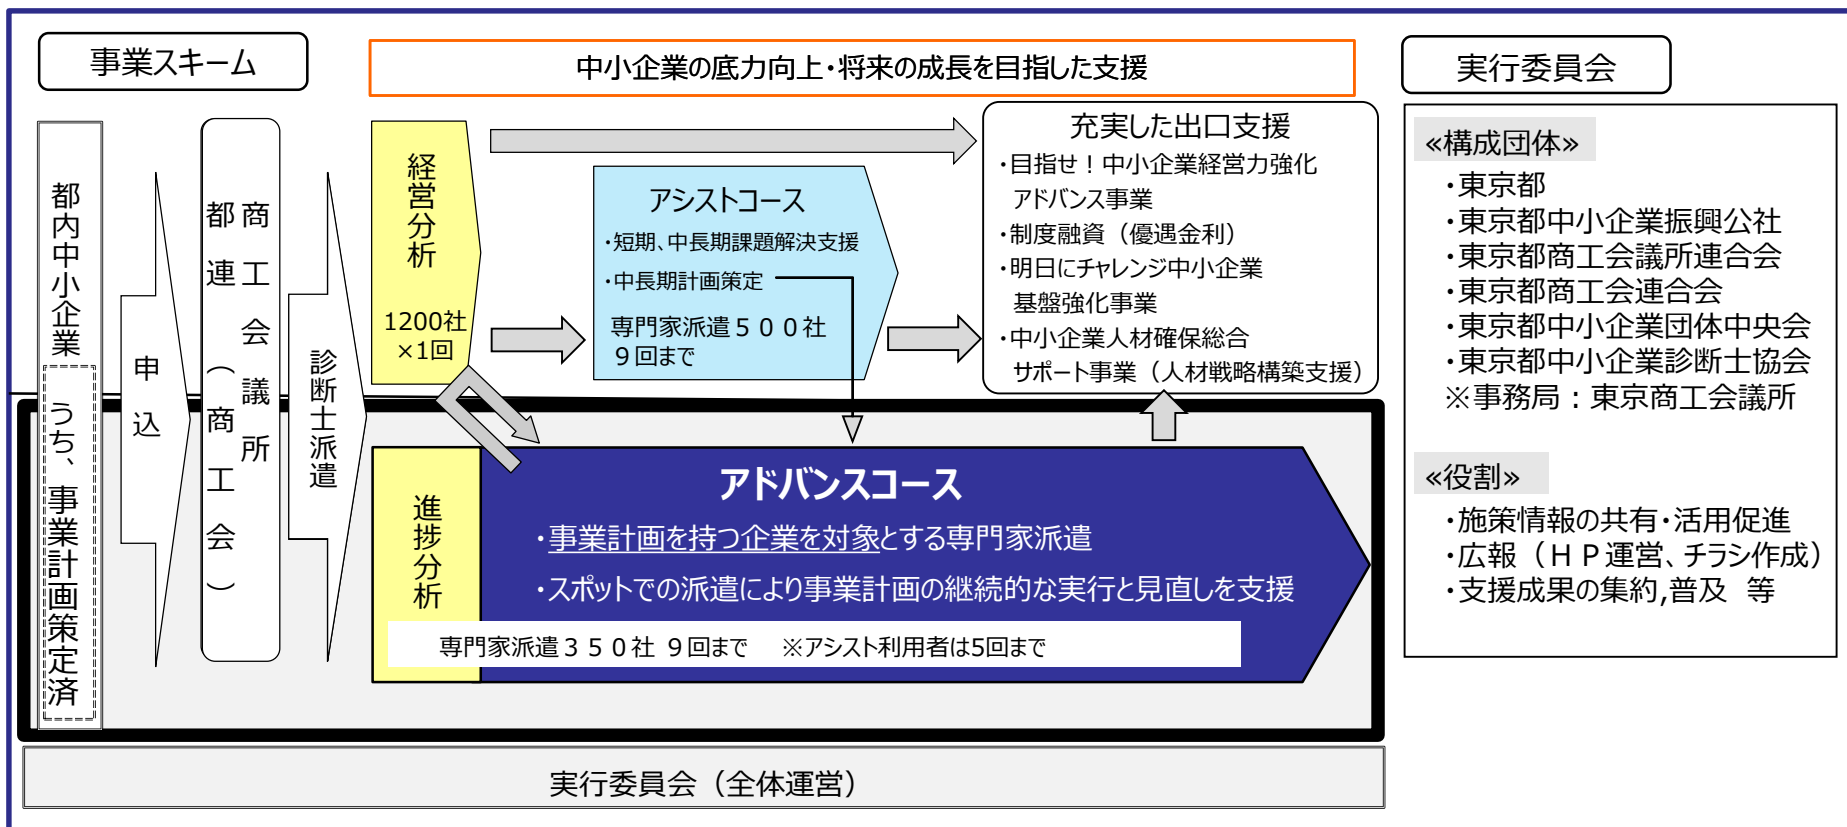 事業スキーム
中小企業の底力向上・将来の成長を目指した支援
実行委員会
都内中小企業
うち、事業計画策定済
申込
商工会議所
都連（商工会）
診断士派遣
経営分析
1200社
×1回
アシストコース
・短期、中長期課題解決支援
・中長期計画策定
専門家派遣５００社
９回まで
充実した出口支援
・目指せ！中小企業経営力強化
アドバンス事業
・制度融資（優遇金利）
・明日にチャレンジ中小企業
基盤強化事業
・中小企業人材確保総合
サポート事業（人材戦略構築支援）
進捗分析
アドバンスコース
・事業計画を持つ企業を対象とする専門家派遣
・スポットでの派遣により事業計画の継続的な実行と見直しを支援
専門家派遣３５０社 ９回まで ※アシスト利用者は5回まで
実行委員会（全体運営）
«構成団体»
・東京都
・東京都中小企業振興公社
・東京都商工会議所連合会
・東京都商工会連合会
・東京都中小企業団体中央会
・東京都中小企業診断士協会
※事務局：東京商工会議所
«役割»
・施策情報の共有・活用促進
・広報（ＨＰ運営、チラシ作成）
・支援成果の集約,普及 等